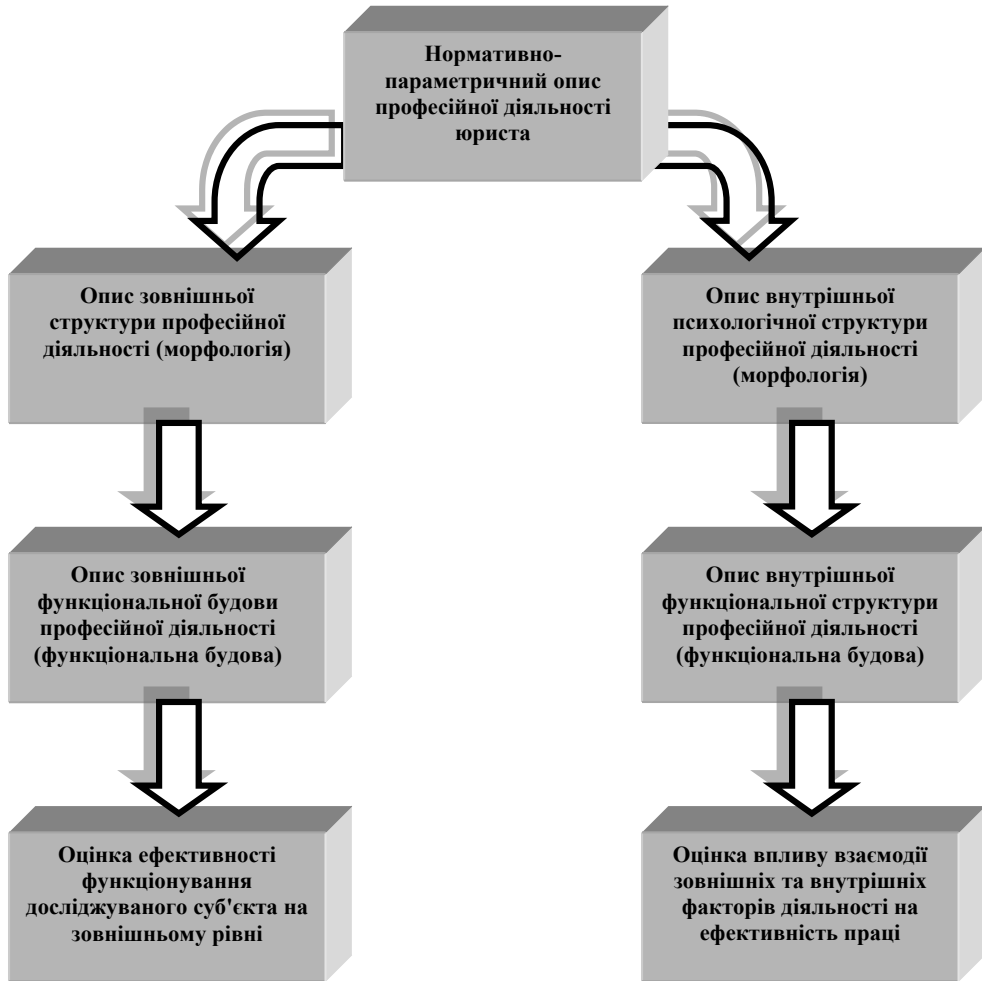 Нормативно-
параметричний опис
професійної діяльності
юриста
Опис зовнішньої
структури професійної
діяльності (морфологія)
Опис внутрішньої
психологічної структури
професійної діяльності
(морфологія)
Опис зовнішньої
функціональної будови
професійної діяльності
(функціональна будова)
Опис внутрішньої
функціональної структури
професійної діяльності
(функціональна будова)
Оцінка ефективності
функціонування
досліджуваного суб'єкта на
зовнішньому рівні
Оцінка впливу взаємодії
зовнішніх та внутрішніх
факторів діяльності на
ефективність праці